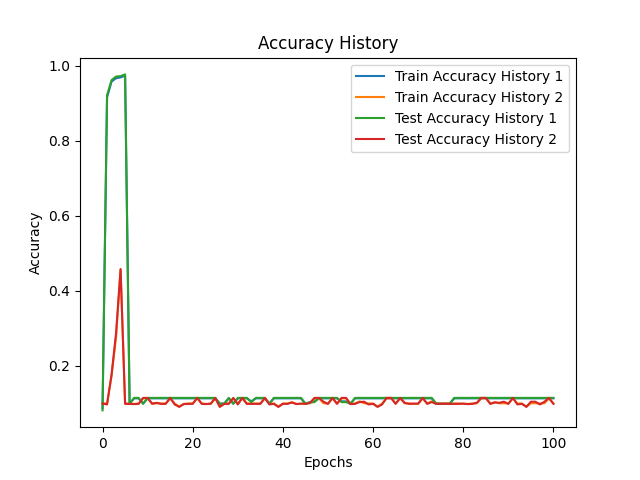 Accuracy History
Train Accuracy History 1
Train Accuracy History 2
Test Accuracy History 1
Test Accuracy History 2
Accuracy
1.0
0.8
0.6
0.4
0.2
0 20 40 60 80 100
Epochs